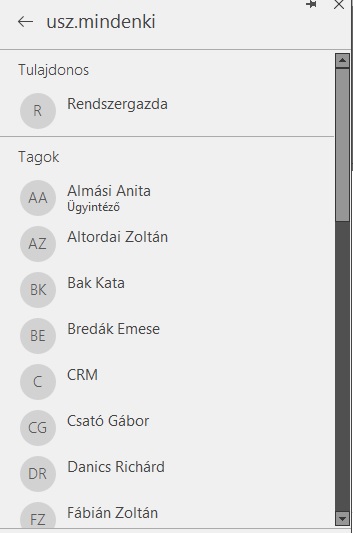 ← usz.mindenki
Tulajdonos
R
Rendszergazda
Tagok
AA
Almási Anita
Ügyintéző
AZ
Altordai Zoltán
BK
Bak Kata
BE
Bredák Emese
C
CRM
CG
Csató Gábor
DR
Danics Richárd
FZ
Fábián Zoltán